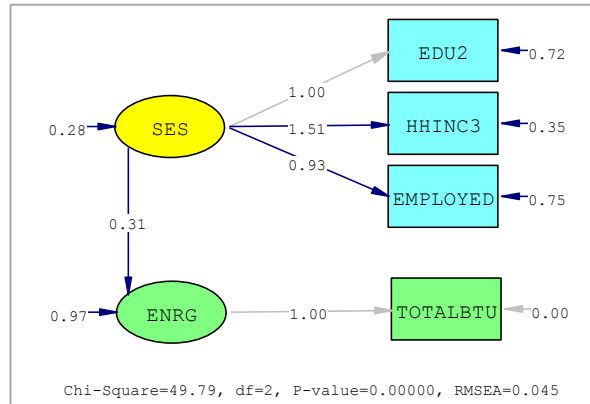 EDU2
0.72
1.00
0.28
SES
1.51
HHINC3
0.35
0.93
EMPLOYED
0.75
0.31
0.97
ENRG
1.00
TOTALBTU
0.00
Chi-Square=49.79, df=2, P-value=0.00000, RMSEA=0.045